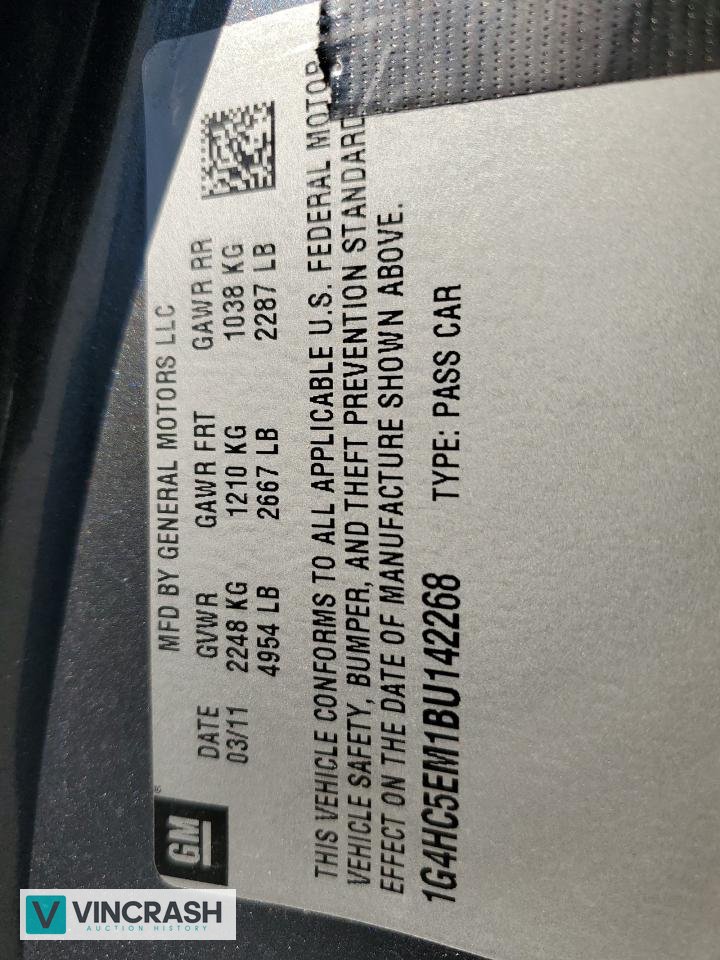 GM ®
MFD BY GENERAL MOTORS LLC
DATE GVWR GAWR FRT GAWR RR
03/11 2248 KG 1210 KG 1038 KG
4954 LB 2667 LB 2287 LB
THIS VEHICLE CONFORMS TO ALL APPLICABLE U.S. FEDERAL MOTOR
VEHICLE SAFETY, BUMPER, AND THEFT PREVENTION STANDARD
EFFECT ON THE DATE OF MANUFACTURE SHOWN ABOVE.
1G4HC5EM1BU142268 TYPE: PASS CAR
V VINCRASH
AUCTION HISTORY